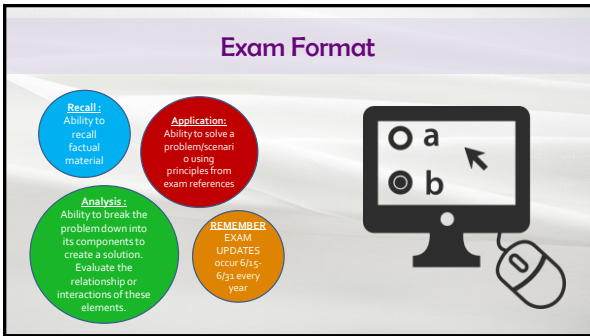 Exam Format
Recall :
Ability to
recall
factual
material
Application:
Ability to solve a
problem/scenari
o using
principles from
exam references
Analysis :
Ability to break the
problem down into
its components to
create a solution.
Evaluate the
relationship or
interactions of these
elements.
REMEMBER
EXAM
UPDATES
occur 6/15-
6/31 every
year
a
b